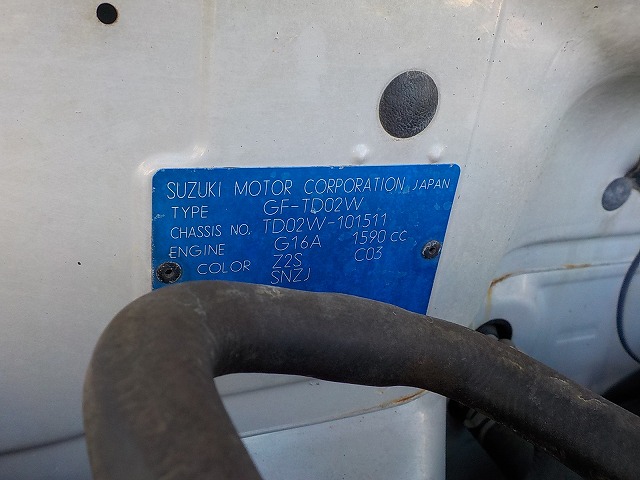 SUZUKI MOTOR CORPORATION JAPAN
TYPE GF-TD02W
CHASSIS NO. TD02W-101511
ENGINE G16A 1590 CC
COLOR Z2S C03
SNZJ